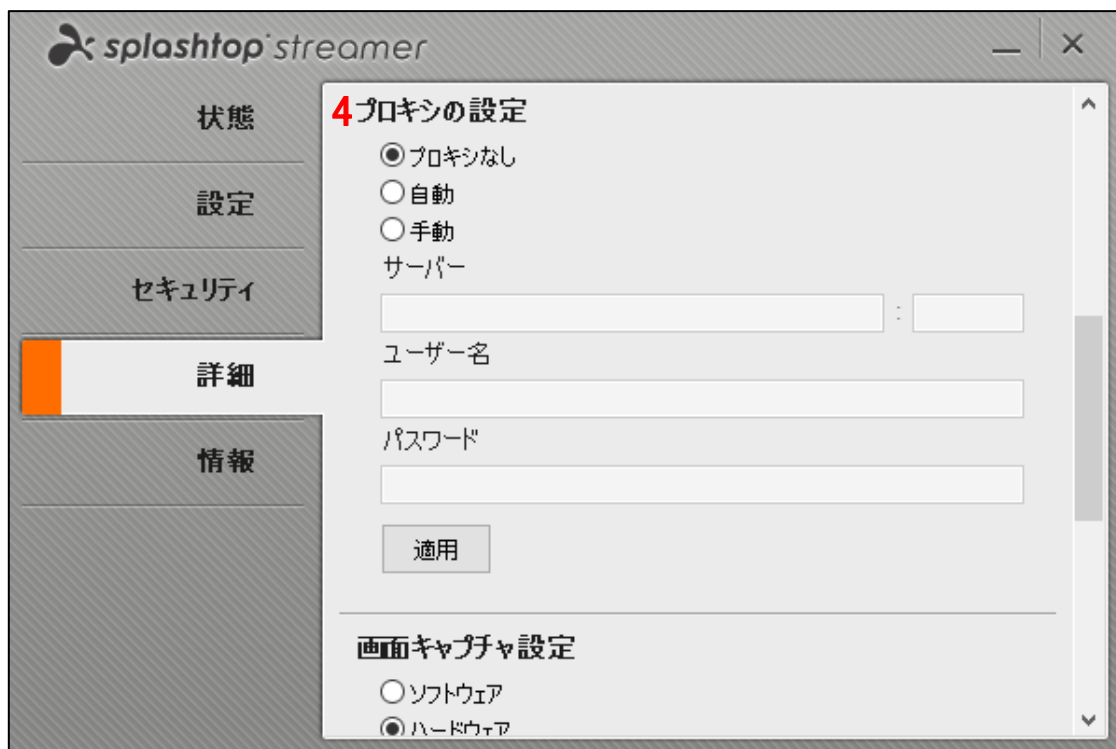 splashtop streamer
状態
設定
セキュリティ
詳細
情報
4プロキシの設定
プロキシなし
自動
手動
サーバー
:
ユーザー名
パスワード
適用
画面キャプチャ設定
ソフトウェア
ハードウェア